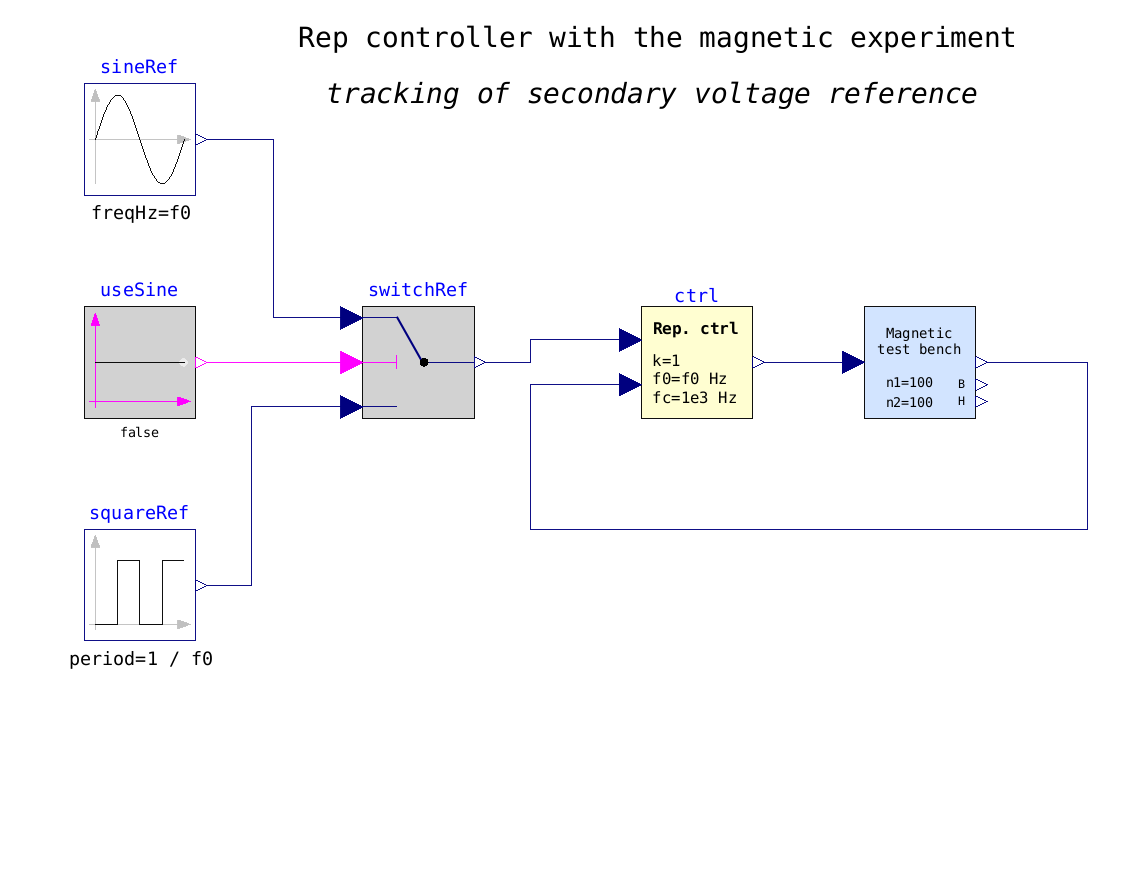 Rep controller with the magnetic experiment
tracking of secondary voltage reference
sineRef
freqHz=f0
useSine
false
squareRef
period=1 / f0
switchRef
ctrl
Rep. ctrl
k=1
f0=f0 Hz
fc=1e3 Hz
Magnetic
test bench
n1=100
n2=100
B
H